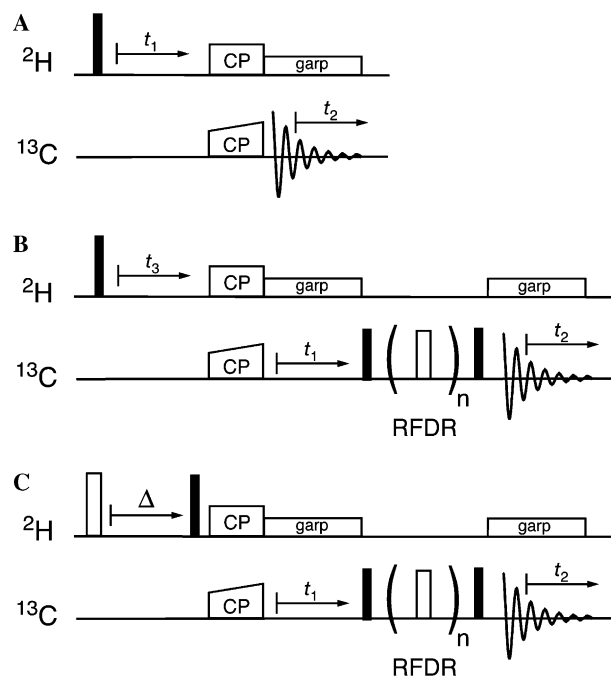 A
²H t₁ CP garp
¹³C CP t₂
B
²H t₃ CP garp garp
¹³C CP t₁ ( )n t₂
RFDR
C
²H Δ CP garp garp
¹³C CP t₁ ( )n t₂
RFDR